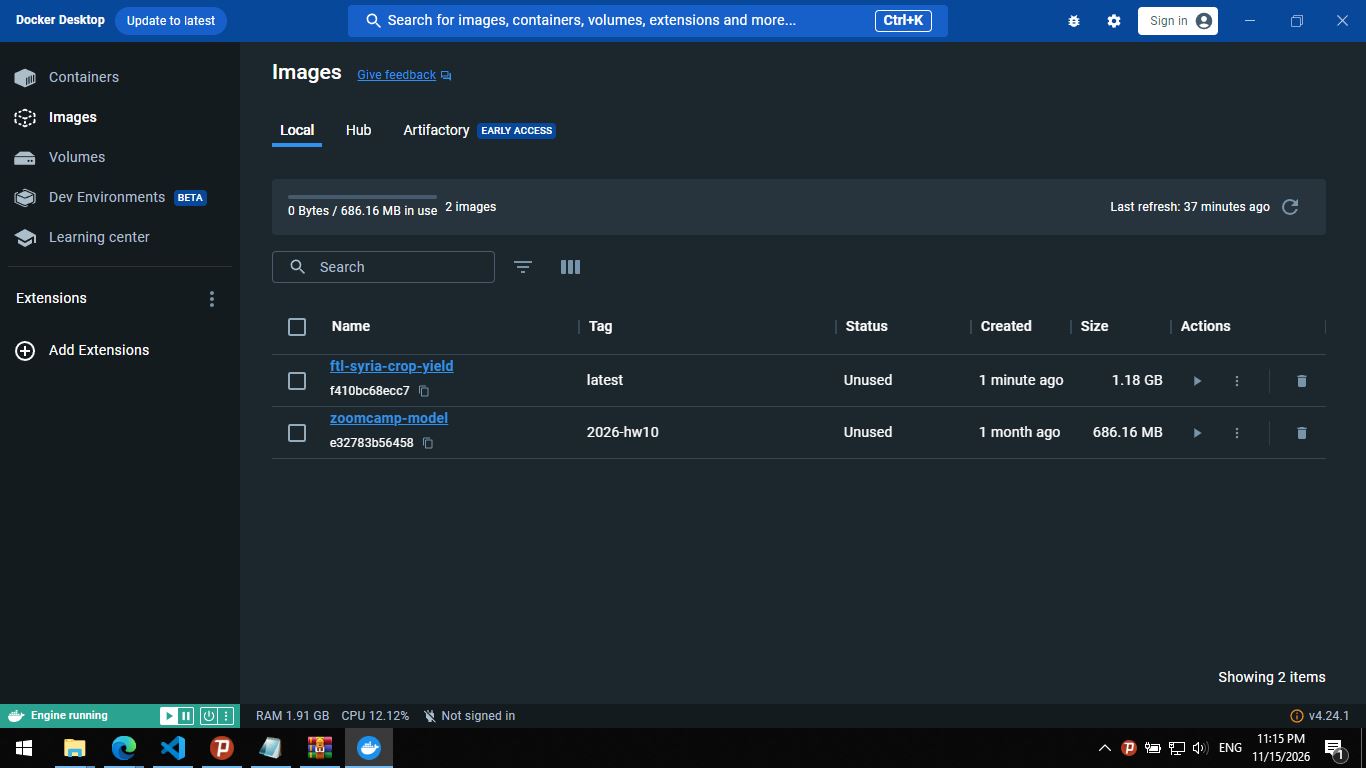 Docker Desktop Update to latest Search for images, containers, volumes, extensions and more... Ctrl+K Sign in
Containers
Images
Volumes
Dev Environments BETA
Learning center
Extensions
Add Extensions
Images Give feedback
Local Hub Artifactory EARLY ACCESS
0 Bytes / 686.16 MB in use 2 images Last refresh: 37 minutes ago
Search
Name Tag Status Created Size Actions
ftl-syria-crop-yield
f410bc68ecc7
latest Unused 1 minute ago 1.18 GB
zoomcamp-model
e32783b56458
2026-hw10 Unused 1 month ago 686.16 MB
Showing 2 items
Engine running RAM 1.91 GB CPU 12.12% Not signed in v4.24.1
ENG
11:15 PM
11/15/2026
1